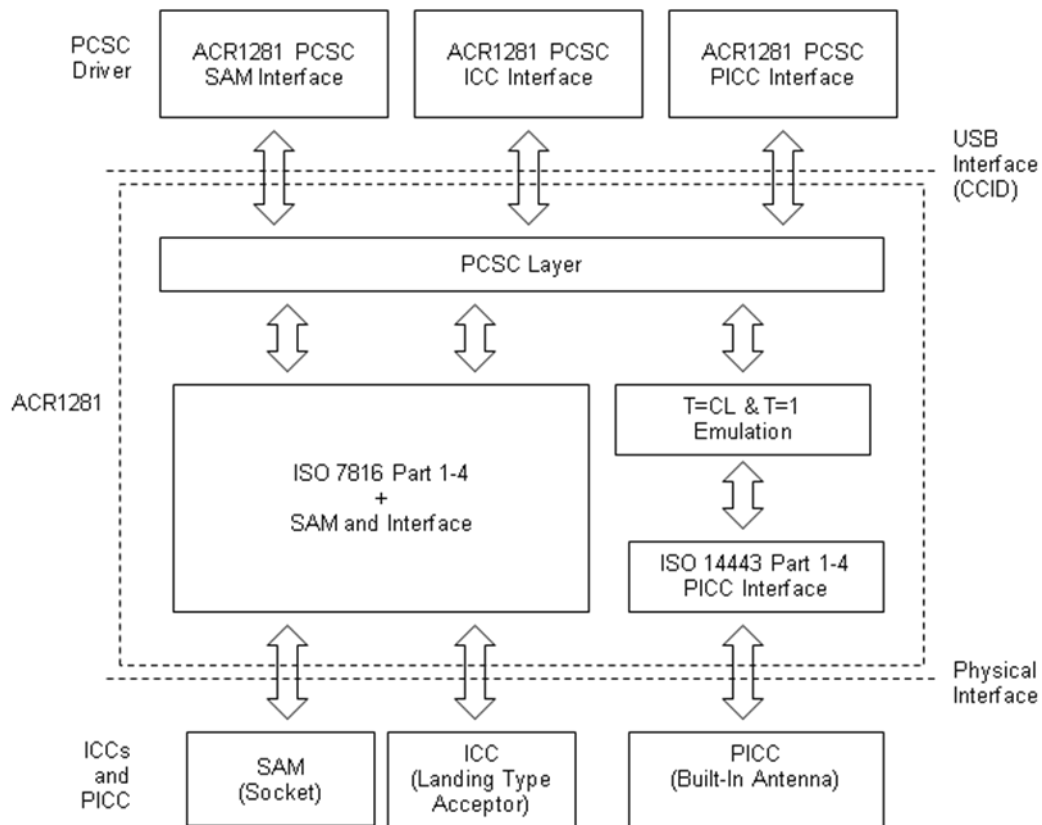 PCSC
Driver
ACR1281 PCSC
SAM Interface
ACR1281 PCSC
ICC Interface
ACR1281 PCSC
PICC Interface
USB
Interface
(CCID)
PCSC Layer
ACR1281
ISO 7816 Part 1-4
+
SAM and Interface
T=CL & T=1
Emulation
ISO 14443 Part 1-4
PICC Interface
Physical
Interface
ICCs
and
PICC
SAM
(Socket)
ICC
(Landing Type
Acceptor)
PICC
(Built-In Antenna)